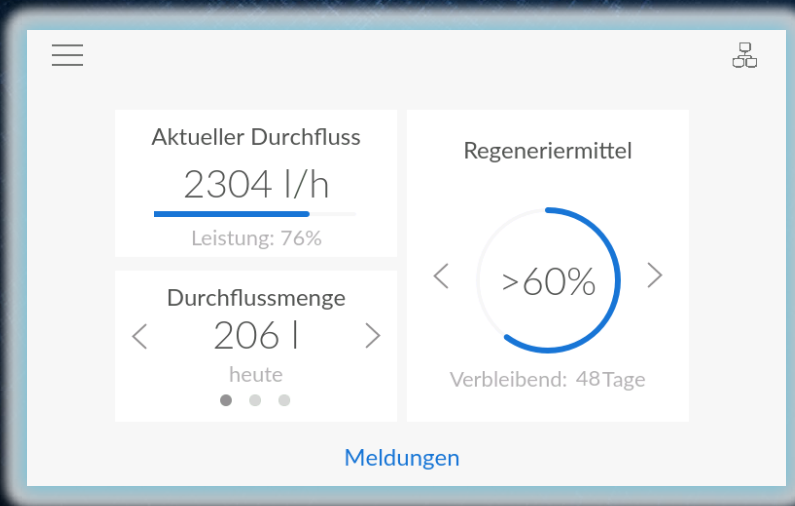 Aktueller Durchfluss
2304 l/h
Leistung: 76%
Durchflussmenge
206 l
heute
Regeneriermittel
>60%
Verbleibend: 48Tage
Meldungen